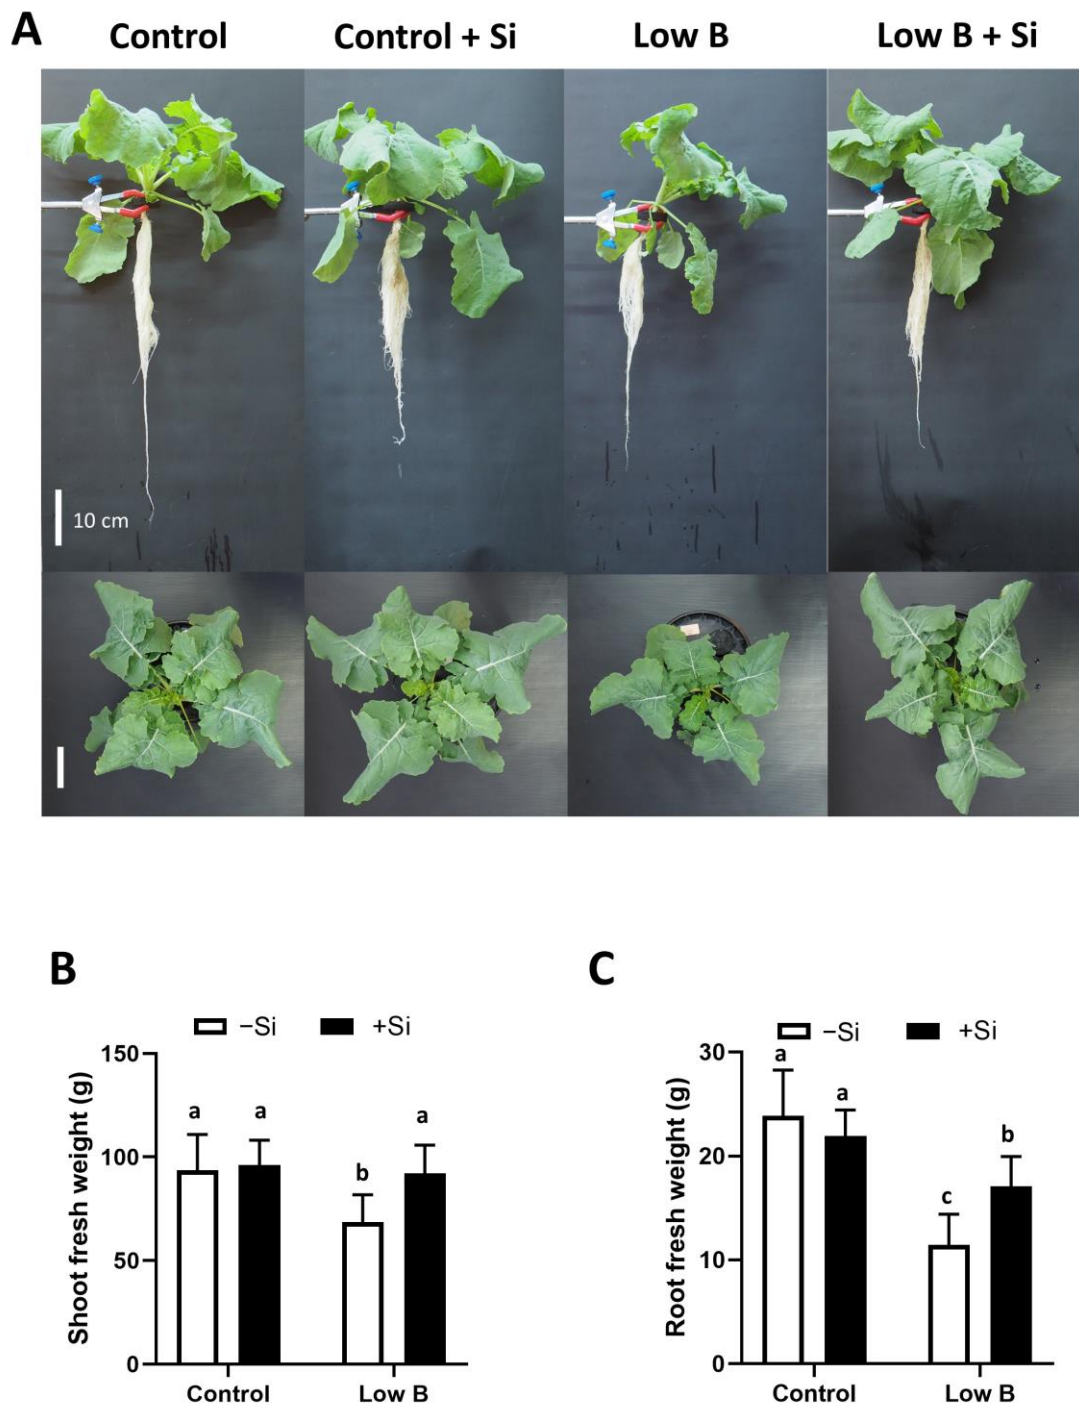 A
Control
Control + Si
Low B
Low B + Si
10 cm
B
−Si
+Si
Shoot fresh weight (g)
150
100
50
0
a
a
b
a
Control
Low B
C
−Si
+Si
Root fresh weight (g)
30
20
10
0
a
a
c
b
Control
Low B